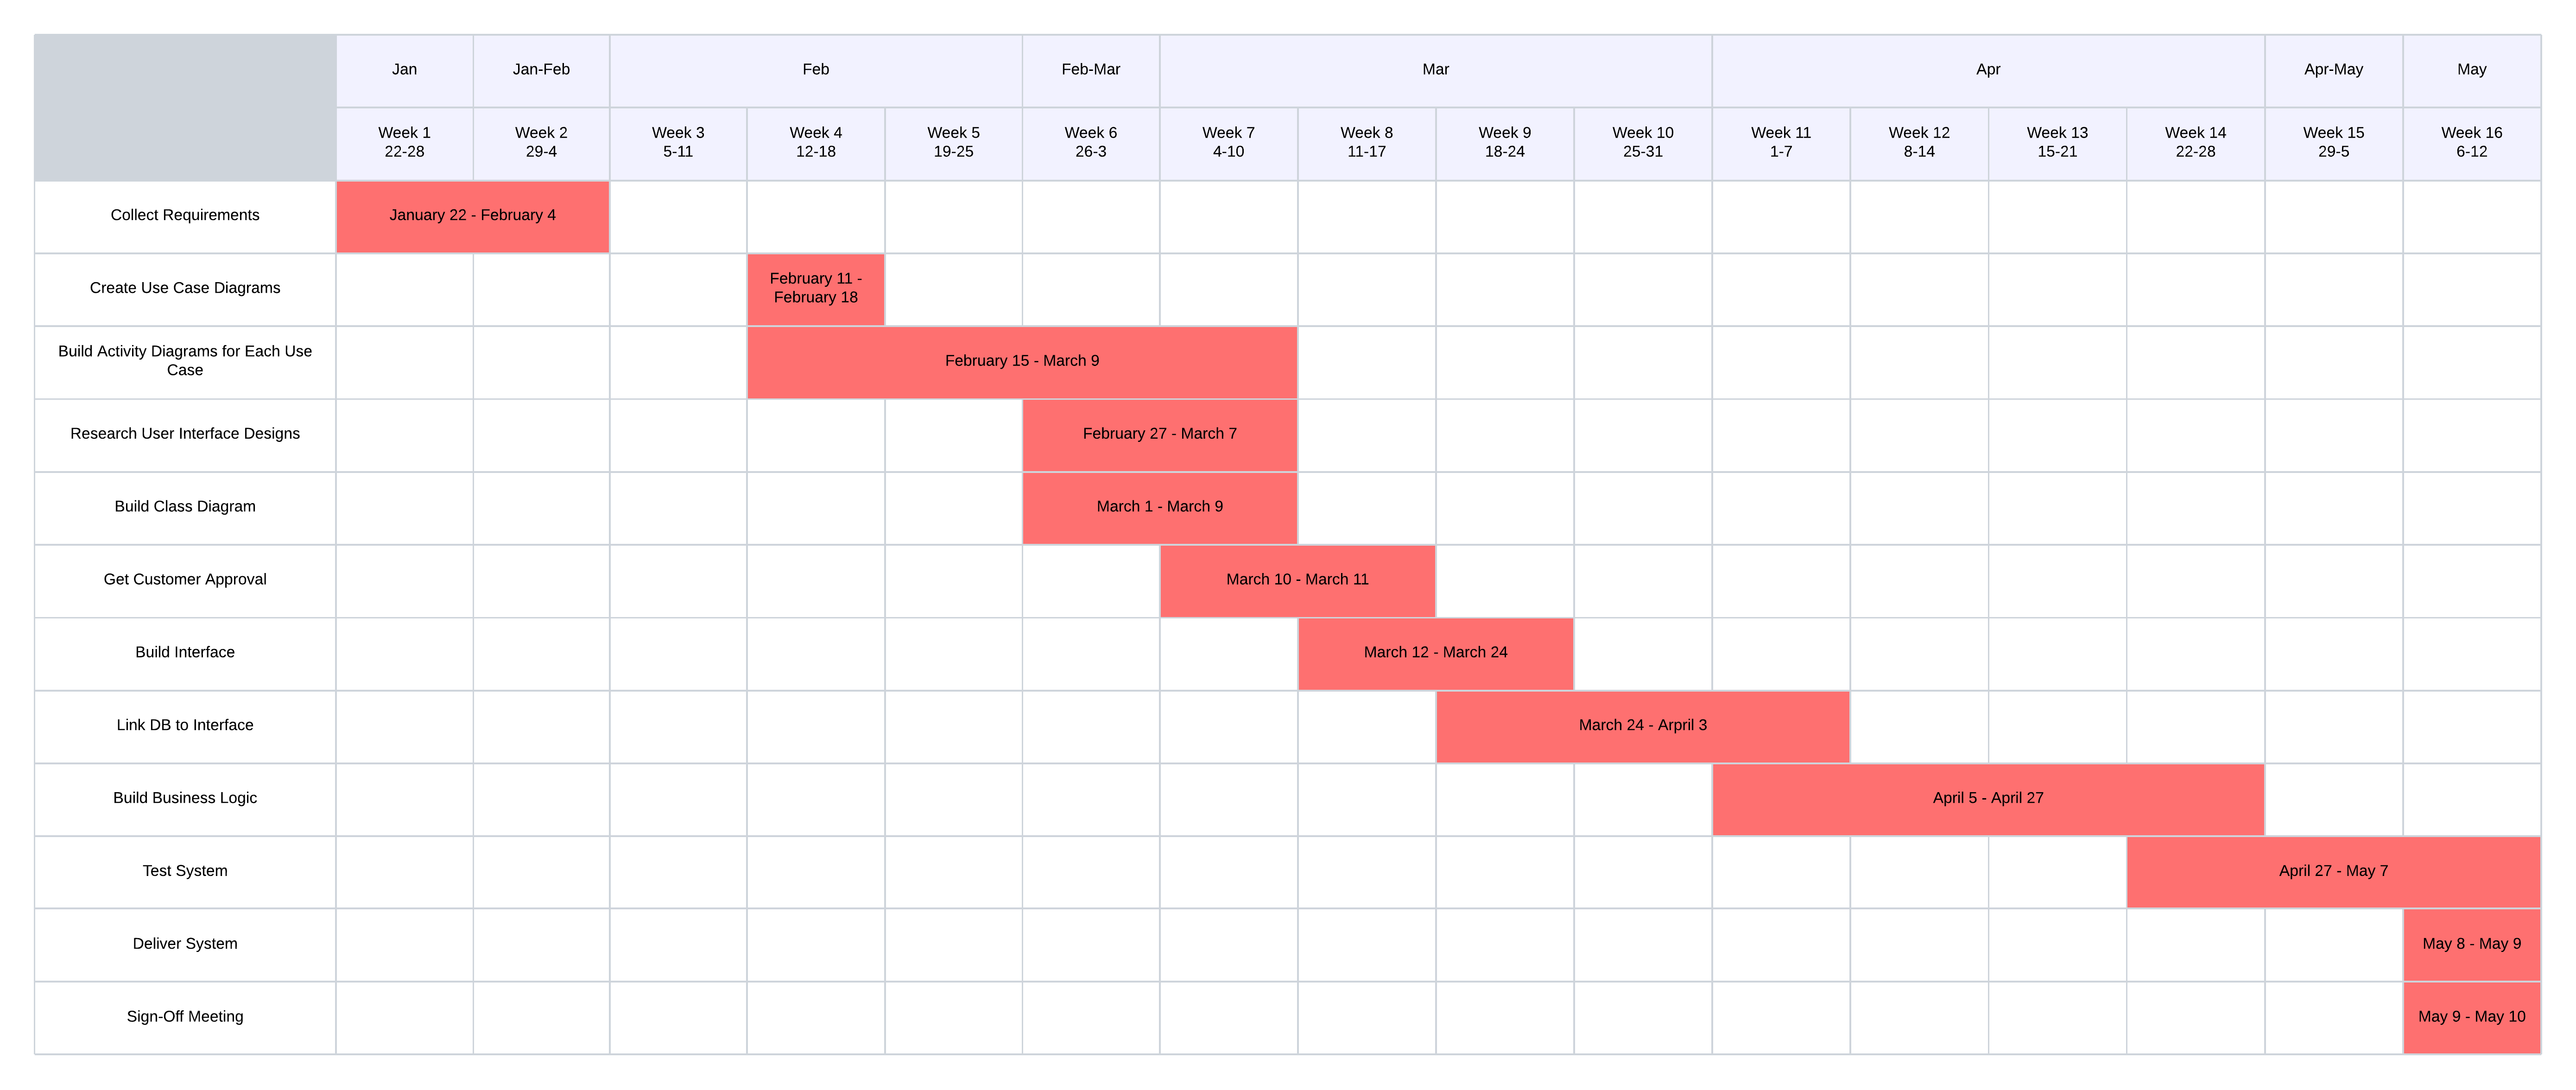 Jan
Jan-Feb
Feb
Feb-Mar
Mar
Apr
Apr-May
May
Week 1
22-28
Week 2
29-4
Week 3
5-11
Week 4
12-18
Week 5
19-25
Week 6
26-3
Week 7
4-10
Week 8
11-17
Week 9
18-24
Week 10
25-31
Week 11
1-7
Week 12
8-14
Week 13
15-21
Week 14
22-28
Week 15
29-5
Week 16
6-12
Collect Requirements
January 22 - February 4
Create Use Case Diagrams
February 11 -
February 18
Build Activity Diagrams for Each Use
Case
February 15 - March 9
Research User Interface Designs
February 27 - March 7
Build Class Diagram
March 1 - March 9
Get Customer Approval
March 10 - March 11
Build Interface
March 12 - March 24
Link DB to Interface
March 24 - Arpril 3
Build Business Logic
April 5 - April 27
Test System
April 27 - May 7
Deliver System
May 8 - May 9
Sign-Off Meeting
May 9 - May 10